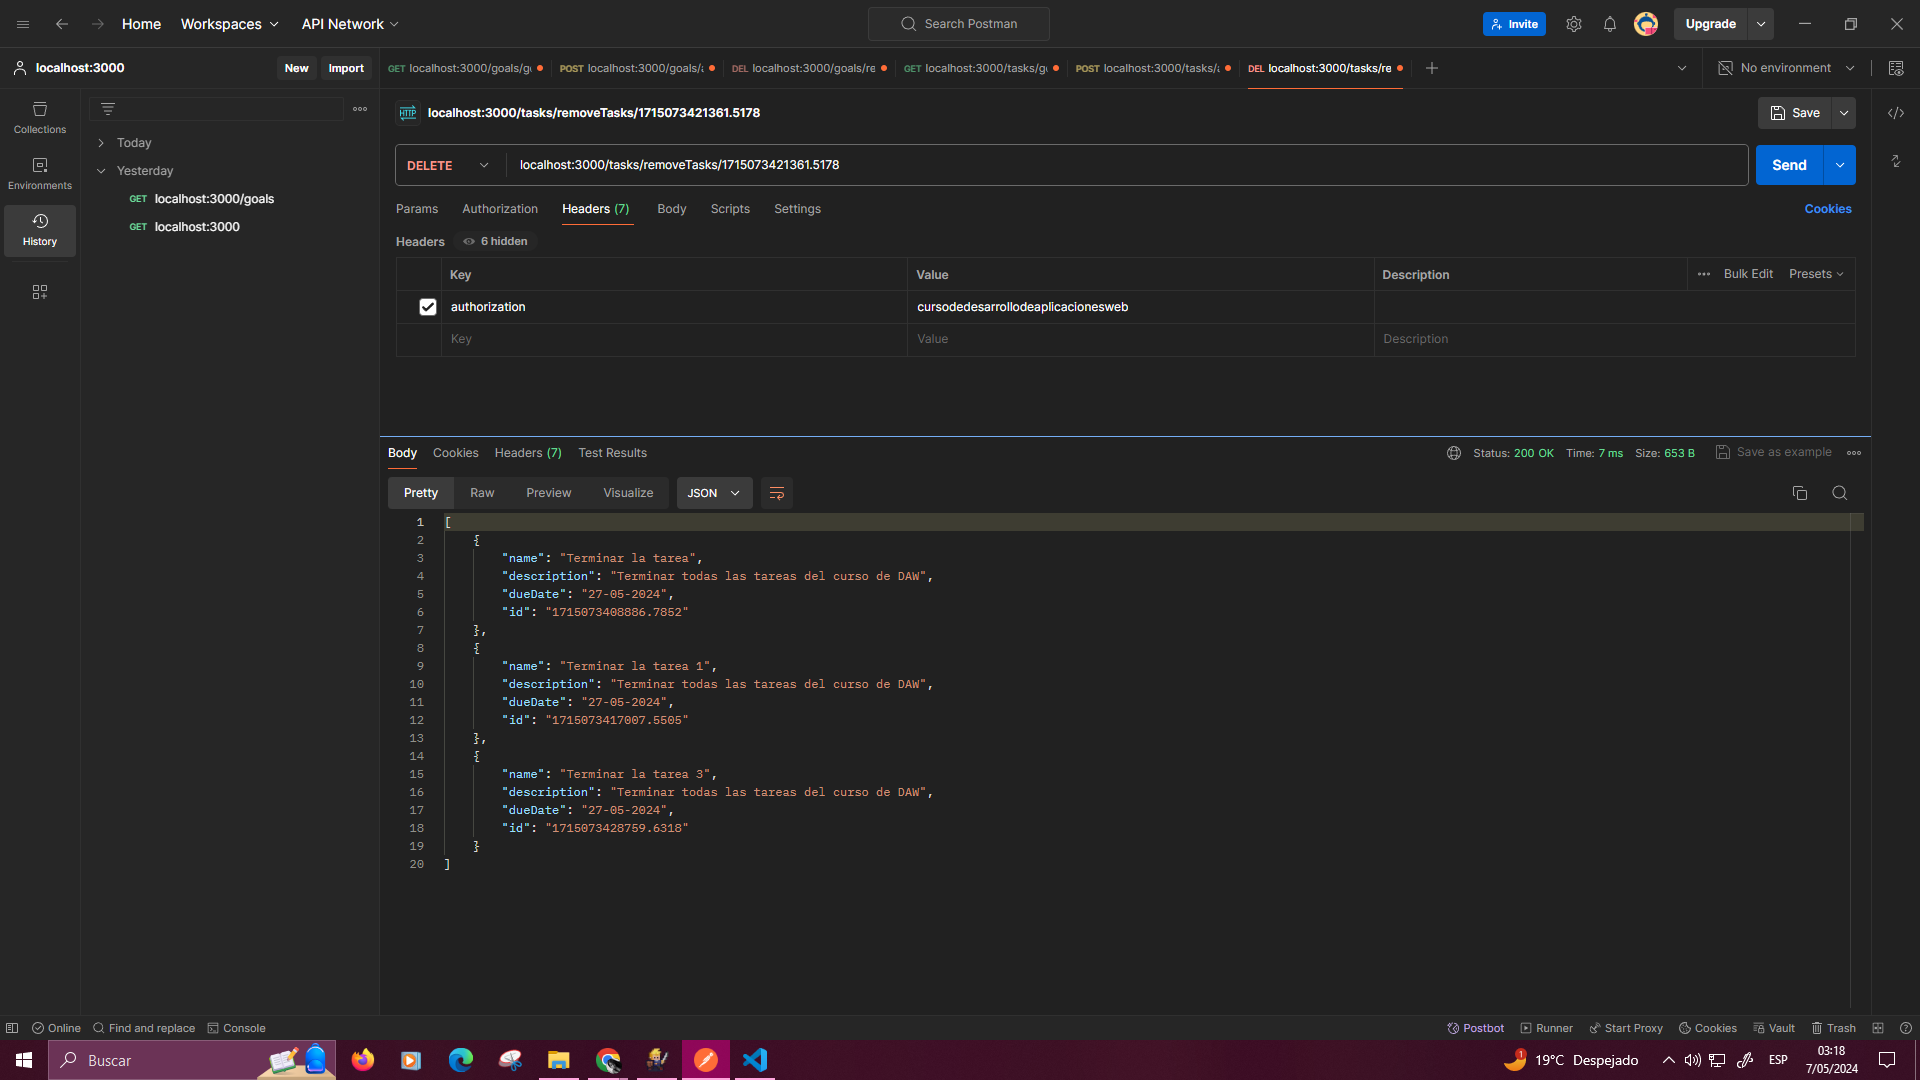 Home Workspaces API Network Search Postman Invite Upgrade
localhost:3000 New Import
GET localhost:3000/goals/g POST localhost:3000/goals/ DEL localhost:3000/goals/re GET localhost:3000/tasks/g POST localhost:3000/tasks/ DEL localhost:3000/tasks/re No environment
Collections
Environments
History
Today
Yesterday
GET localhost:3000/goals
GET localhost:3000
HTTP localhost:3000/tasks/removeTasks/1715073421361.5178 Save
DELETE localhost:3000/tasks/removeTasks/1715073421361.5178 Send
Params Authorization Headers (7) Body Scripts Settings Cookies
Headers 6 hidden
Key Value Description Bulk Edit Presets
authorization cursodedesarrollodeaplicacionesweb
Key Value Description
Body Cookies Headers (7) Test Results Status: 200 OK Time: 7 ms Size: 653 B Save as example
Pretty Raw Preview Visualize JSON
1 [
2 {
3 "name": "Terminar la tarea",
4 "description": "Terminar todas las tareas del curso de DAW",
5 "dueDate": "27-05-2024",
6 "id": "1715073408886.7852"
7 },
8 {
9 "name": "Terminar la tarea 1",
10 "description": "Terminar todas las tareas del curso de DAW",
11 "dueDate": "27-05-2024",
12 "id": "1715073417007.5505"
13 },
14 {
15 "name": "Terminar la tarea 3",
16 "description": "Terminar todas las tareas del curso de DAW",
17 "dueDate": "27-05-2024",
18 "id": "1715073428759.6318"
19 }
20 ]
Online Find and replace Console Postbot Runner Start Proxy Cookies Vault Trash
Buscar 1 19°C Despejado ESP 03:18
7/05/2024